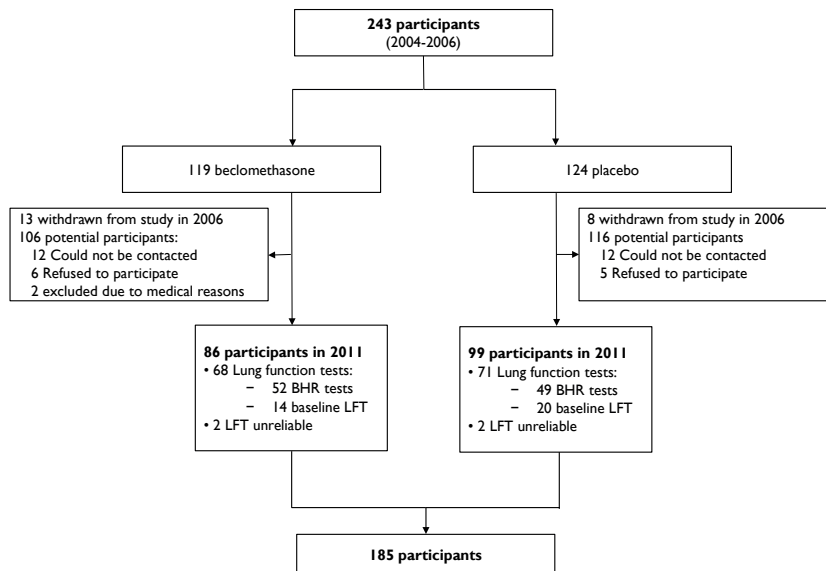 243 participants
(2004-2006)
119 beclomethasone
124 placebo
13 withdrawn from study in 2006
106 potential participants:
12 Could not be contacted
6 Refused to participate
2 excluded due to medical reasons
8 withdrawn from study in 2006
116 potential participants
12 Could not be contacted
5 Refused to participate
86 participants in 2011
• 68 Lung function tests:
− 52 BHR tests
− 14 baseline LFT
• 2 LFT unreliable
99 participants in 2011
• 71 Lung function tests:
− 49 BHR tests
− 20 baseline LFT
• 2 LFT unreliable
185 participants